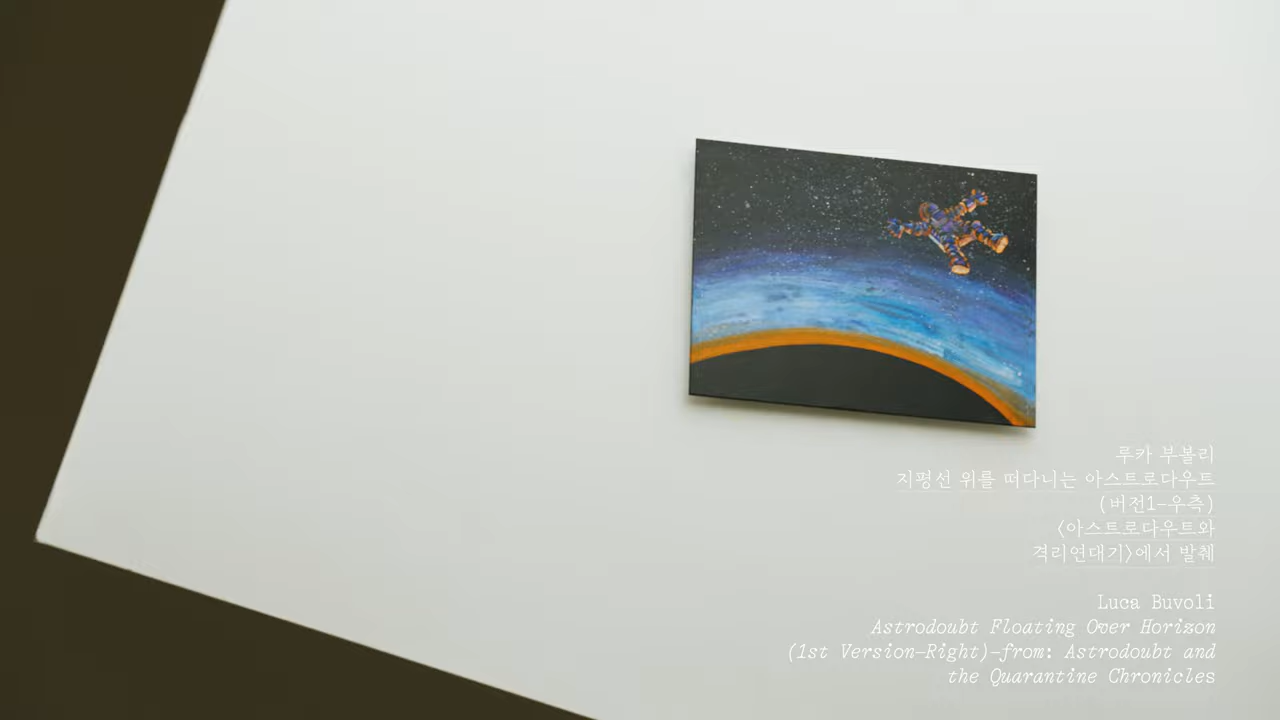 루카 부볼리
지평선 위를 떠다니는 아스트로다우트
(버전1-우측)
〈아스트로다우트와
격리연대기〉에서 발췌
Luca Buvoli
Astrodoubt Floating Over Horizon
(1st Version-Right)-from: Astrodoubt and
the Quarantine Chronicles